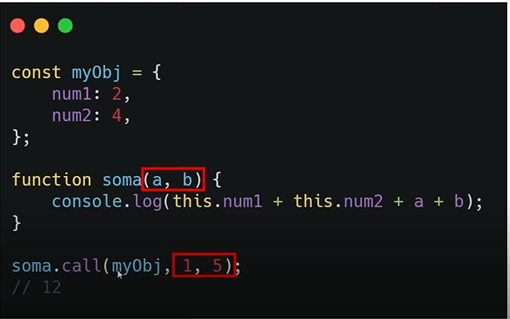 const myObj = {
    num1: 2,
    num2: 4,
};
function soma(a, b) {
    console.log(this.num1 + this.num2 + a + b);
}
soma.call(myObj, 1, 5);
// 12